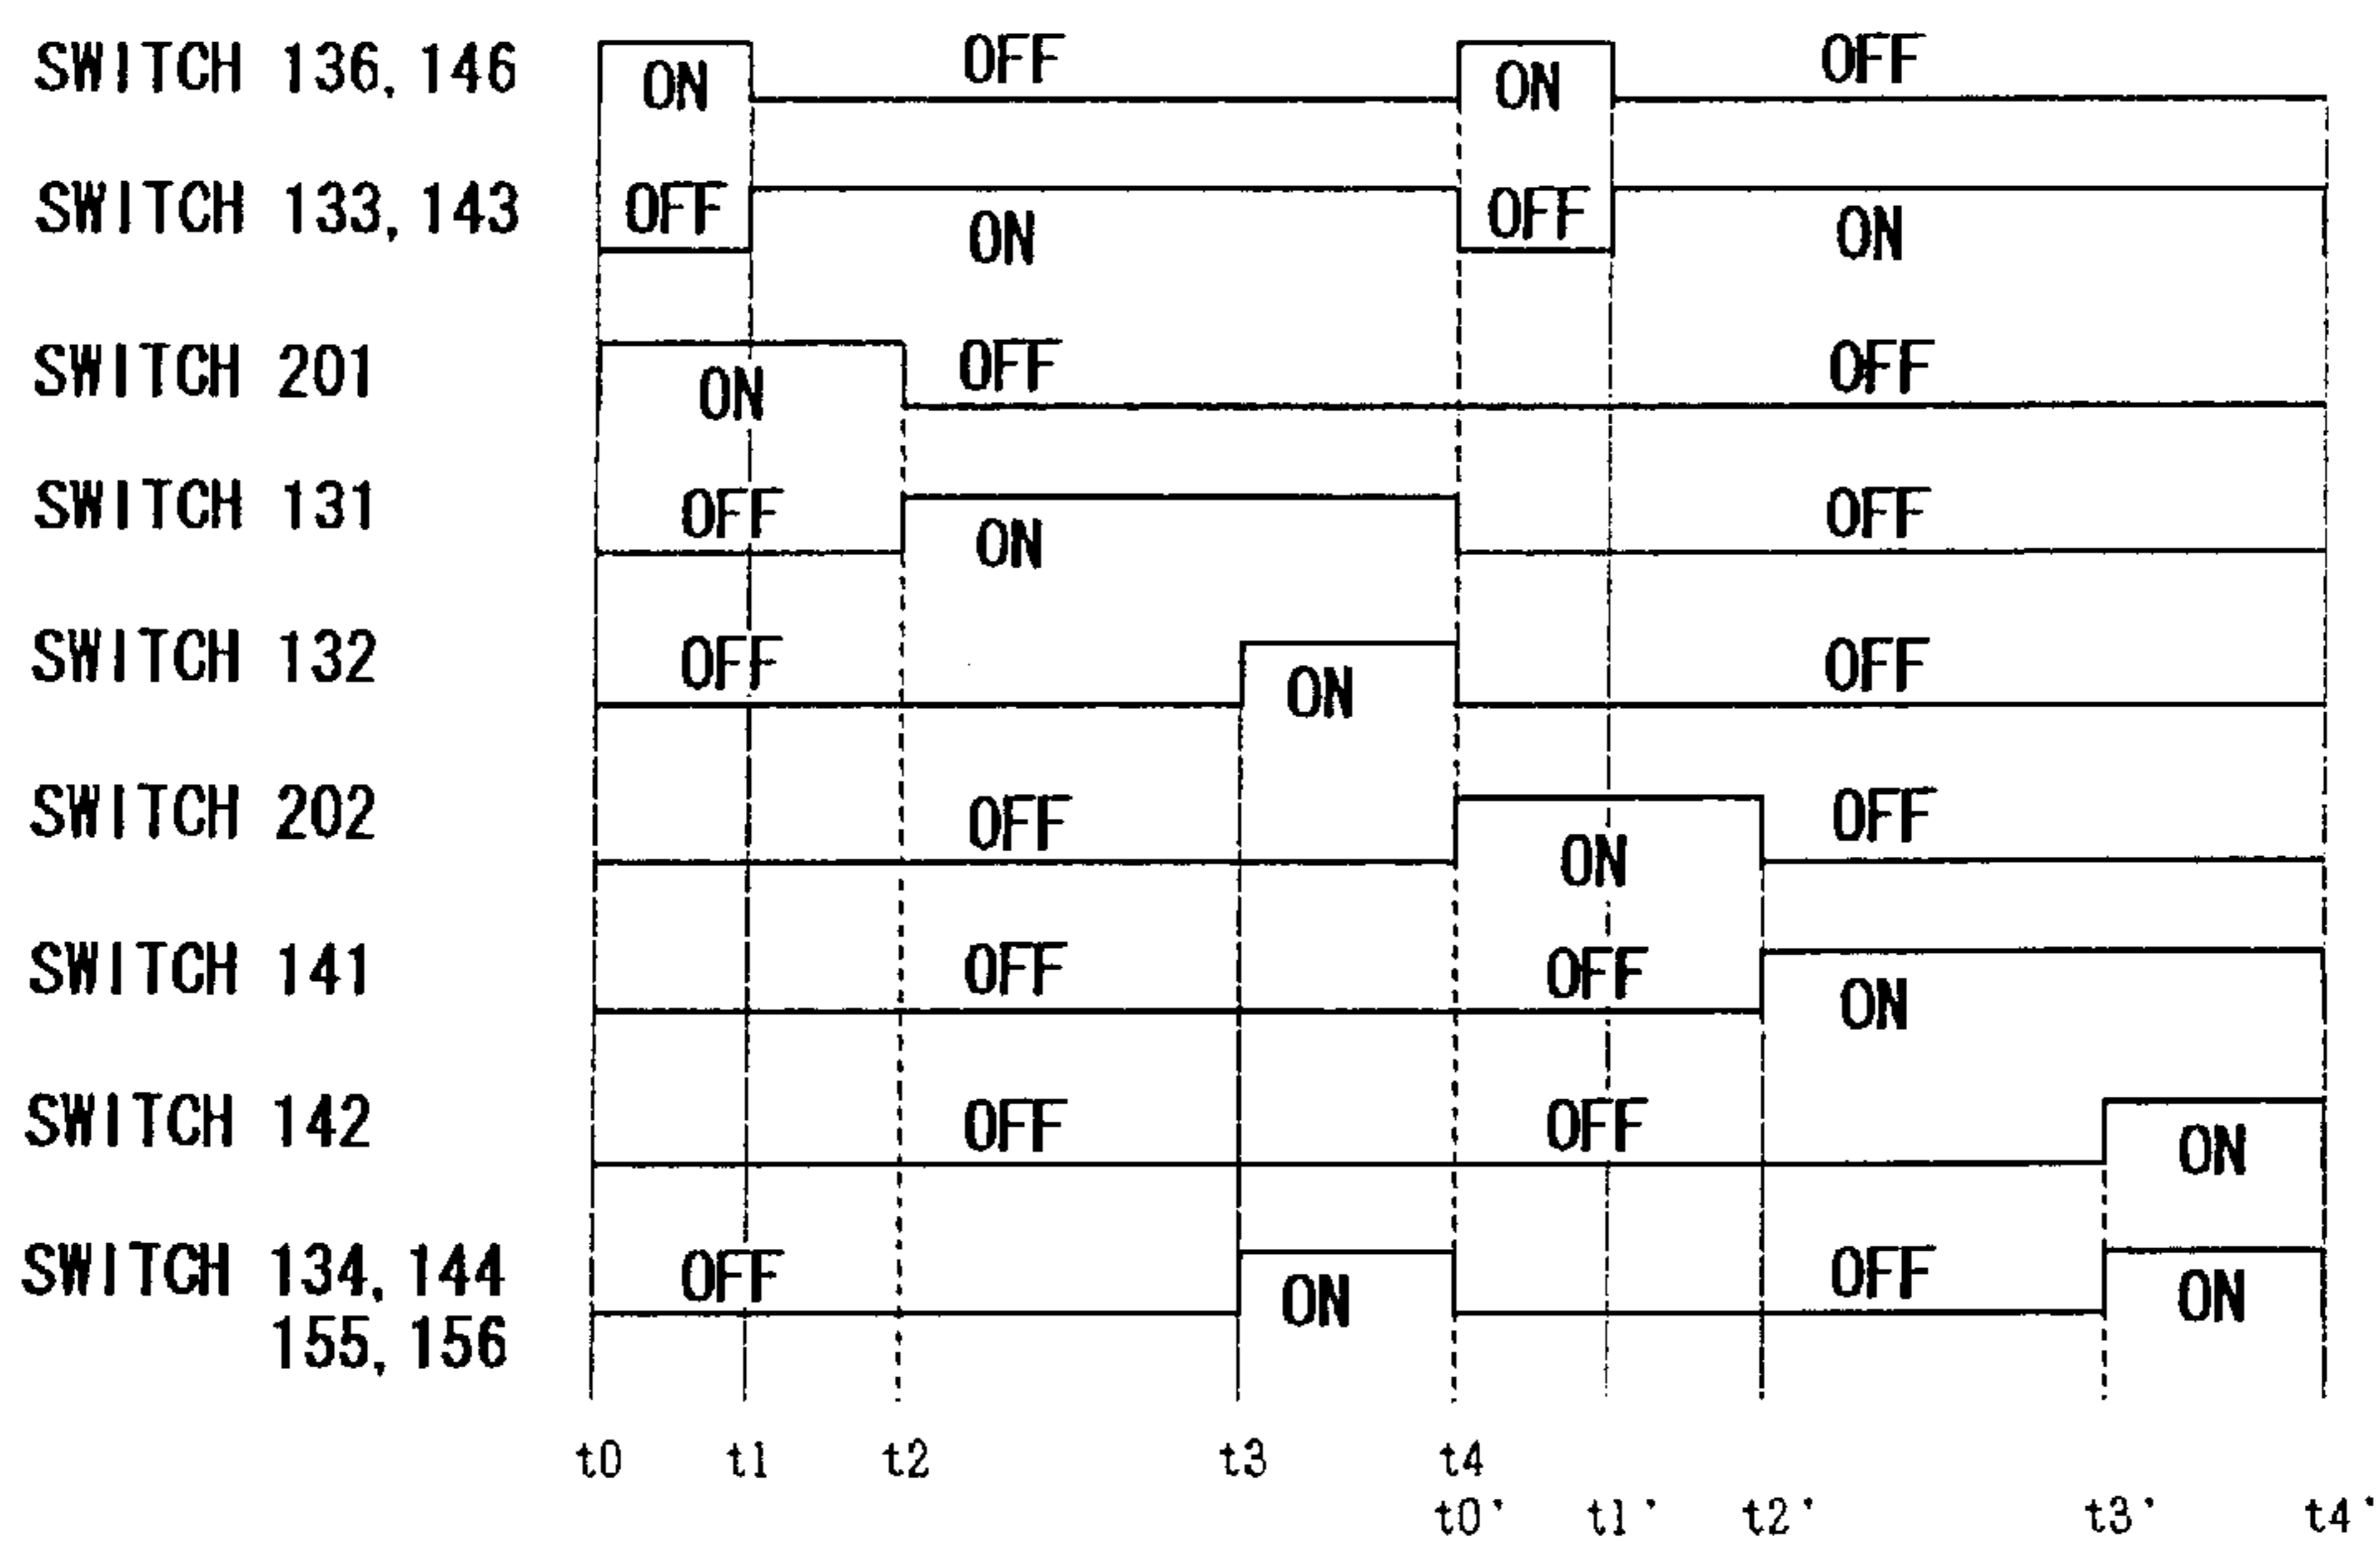 SWITCH 136, 146 ON OFF ON OFF
SWITCH 133, 143 OFF ON OFF ON
SWITCH 201 ON OFF OFF
SWITCH 131 OFF ON OFF
SWITCH 132 OFF ON OFF
SWITCH 202 OFF ON OFF
SWITCH 141 OFF OFF ON
SWITCH 142 OFF OFF ON
SWITCH 134, 144 OFF ON OFF ON
155, 156
t0 t1 t2 t3 t4
t0' t1' t2' t3' t4'